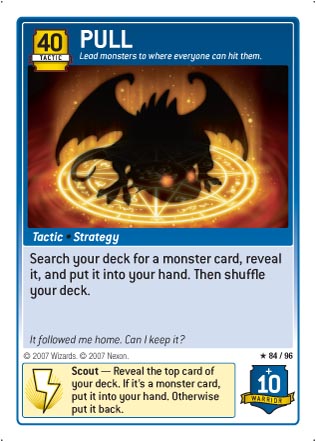 40
TACTIC
PULL
Lead monsters to where everyone can hit them.
Tactic • Strategy
Search your deck for a monster card, reveal
it, and put it into your hand. Then shuffle
your deck.
It followed me home. Can I keep it?
© 2007 Wizards. © 2007 Nexon.
★ 84 / 96
Scout — Reveal the top card of
your deck. If it's a monster card,
put it into your hand. Otherwise
put it back.
+
10
WARRIOR